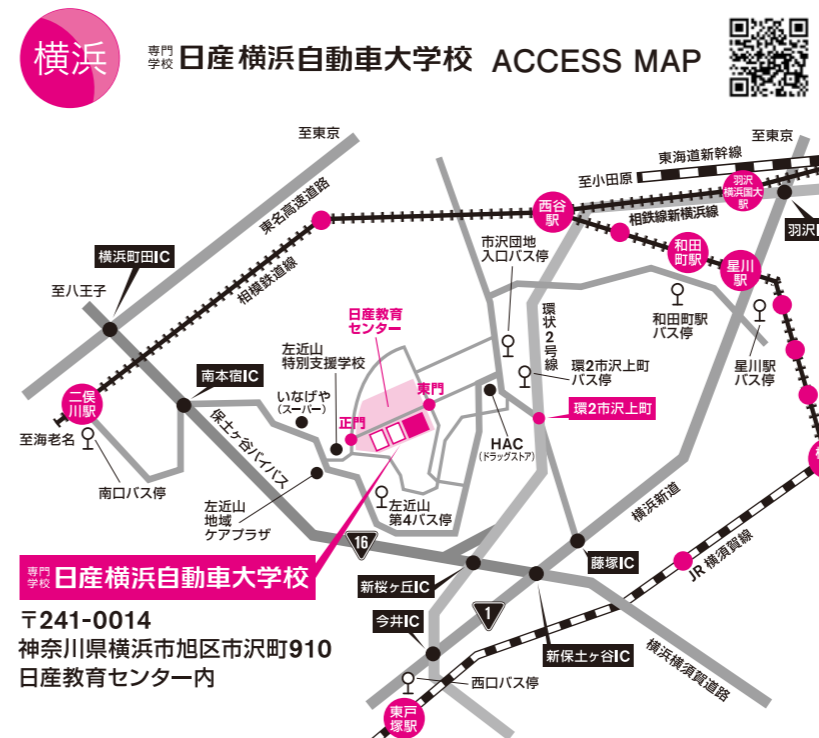 横浜
専門
学校 日産横浜自動車大学校 ACCESS MAP
至東京
至東京
東海道新幹線
至小田原
東名高速道路
西谷
駅
羽沢
横浜国大
駅
相鉄線新横浜線
羽沢
市沢団地
入口バス停
和田
町駅
横浜町田IC
星川
駅
相模鉄道線
至八王子
日産教育
センター
環状2号線
和田町駅
バス停
左近山
特別支援学校
星川駅
バス停
南本宿IC
環2市沢上町
バス停
東門
いなげや
(スーパー)
二俣
川駅
環2市沢上町
正門
至海老名
保土ヶ谷バイパス
HAC
(ドラッグストア)
南口バス停
左近山
地域
ケアプラザ
左近山
第4バス停
横浜新道
16
藤塚IC
JR 横須賀線
専門
学校 日産横浜自動車大学校
新桜ヶ丘IC
1
〒241-0014
今井IC
神奈川県横浜市旭区市沢町910
新保土ヶ谷IC
横浜横須賀道路
日産教育センター内
西口バス停
東戸
塚駅